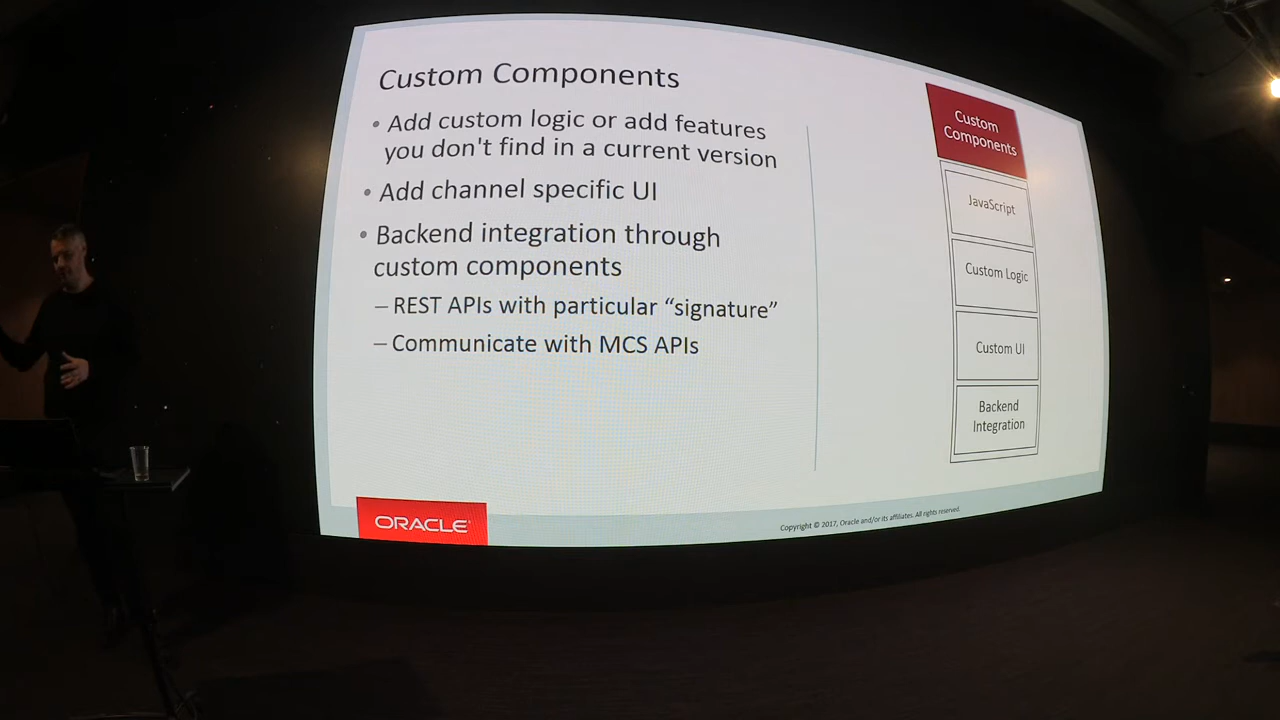 Custom Components
• Add custom logic or add features
you don't find in a current version
• Add channel specific UI
• Backend integration through
custom components
– REST APIs with particular “signature”
– Communicate with MCS APIs
Custom
Components
JavaScript
Custom Logic
Custom UI
Backend
Integration
ORACLE
Copyright © 2017, Oracle and/or its affiliates. All rights reserved.